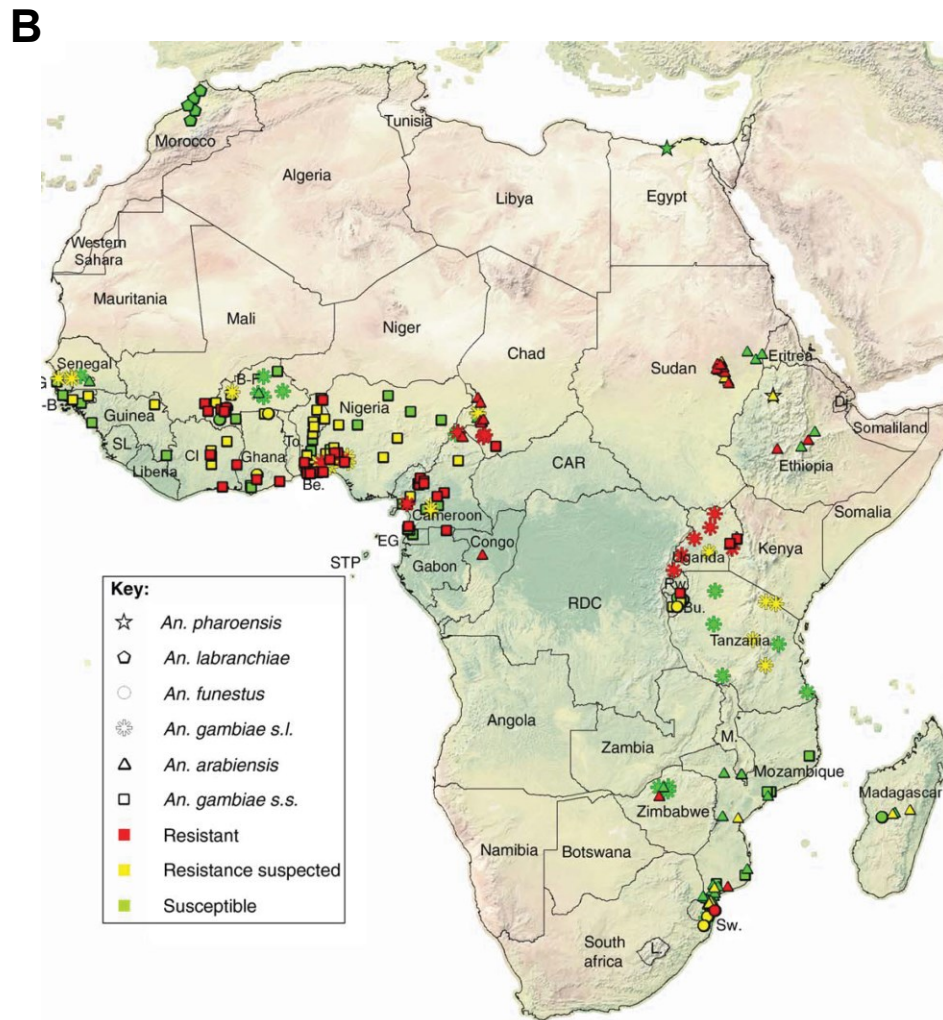 B
Tunisia
Morocco
Algeria
Libya
Egypt
Western
Sahara
Mauritania
Mali
Niger
Chad
Sudan
Eritrea
Senegal
G
B-F
Dj.
-B
Guinea
Nigeria
Somaliland
SL
CI
Ghana
To.
Ethiopia
Liberia
Be.
CAR
Somalia
Cameroon
EG
Congo
Uganda
Kenya
STP
Gabon
Rw.
RDC
Bu.
Tanzania
Key:
An. pharoensis
An. labranchiae
An. funestus
An. gambiae s.l.
An. arabiensis
An. gambiae s.s.
Resistant
Resistance suspected
Susceptible
Angola
Zambia
M.
Mozambique
Madagascar
Zimbabwe
Namibia
Botswana
Sw.
South
africa
L.